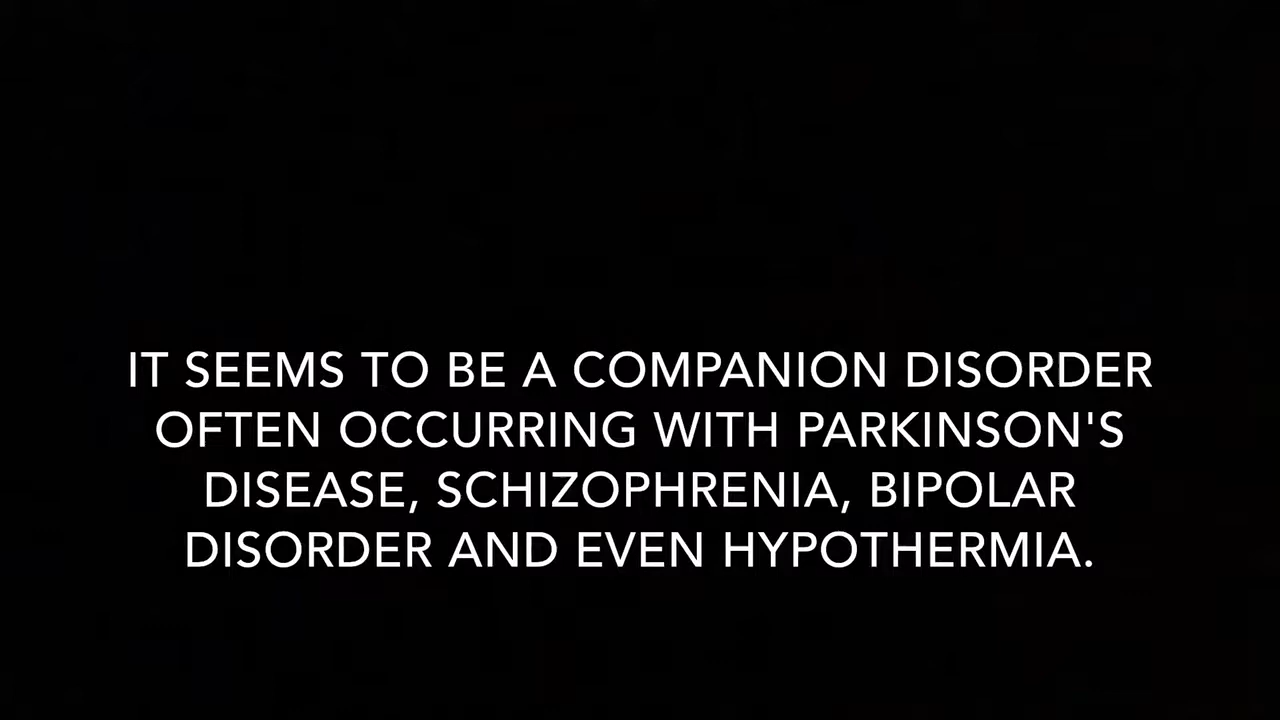 IT SEEMS TO BE A COMPANION DISORDER
OFTEN OCCURRING WITH PARKINSON'S
DISEASE, SCHIZOPHRENIA, BIPOLAR
DISORDER AND EVEN HYPOTHERMIA.